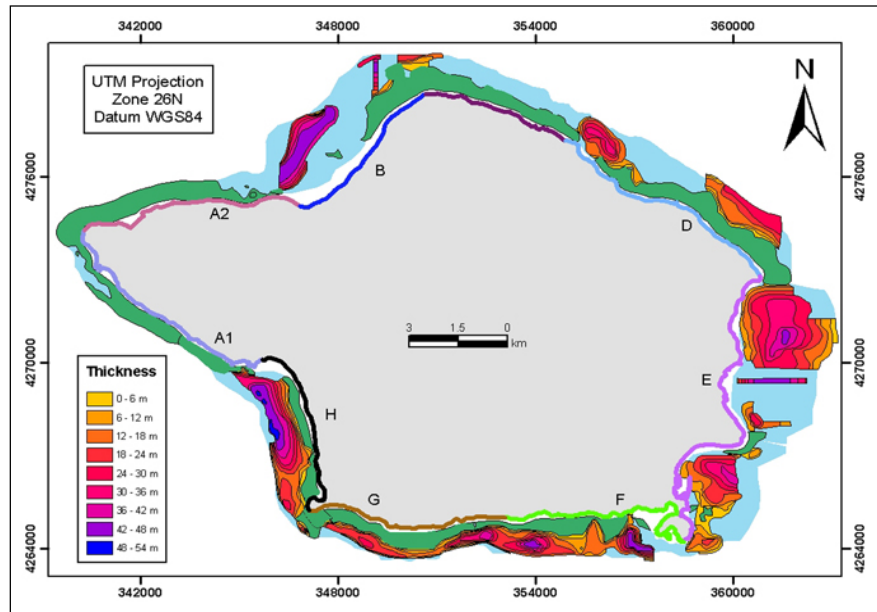 342000 348000 354000 360000
UTM Projection
Zone 26N
Datum WGS84
N
4276000 4276000
B
A2
D
3 1.5 0
km
A1
4270000 4270000
E
Thickness
0 - 6 m
6 - 12 m
12 - 18 m
18 - 24 m
24 - 30 m
30 - 36 m
36 - 42 m
42 - 48 m
48 - 54 m
H
G
F
4264000 4264000
342000 348000 354000 360000